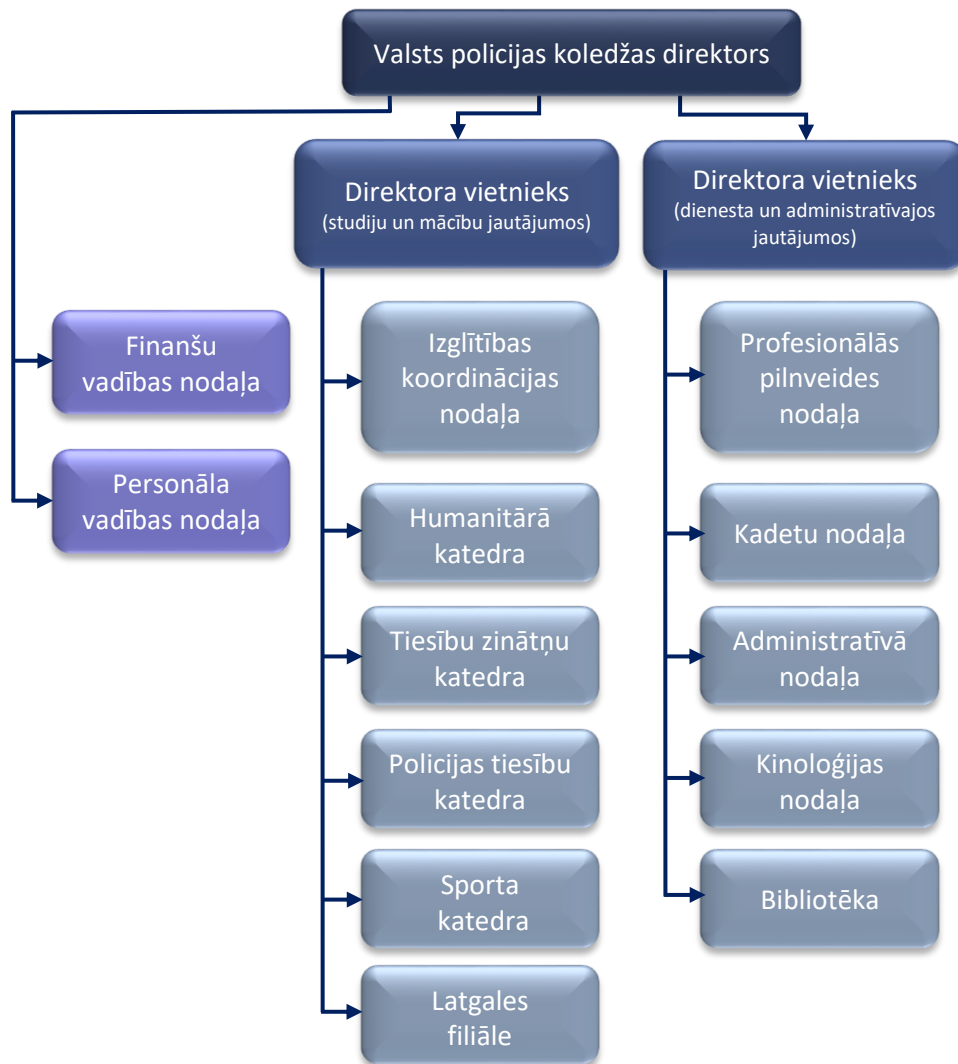 Valsts policijas koledžas direktors
Direktora vietnieks
(studiju un mācību jautājumos)
Direktora vietnieks
(dienesta un administratīvajos
jautājumos)
Finanšu
vadības nodaļa
Personāla
vadības nodaļa
Izglītības
koordinācijas
nodaļa
Humanitārā
katedra
Tiesību zinātņu
katedra
Policijas tiesību
katedra
Sporta
katedra
Latgales
filiāle
Profesionālās
pilnveides
nodaļa
Kadetu nodaļa
Administratīvā
nodaļa
Kinoloģijas
nodaļa
Bibliotēka